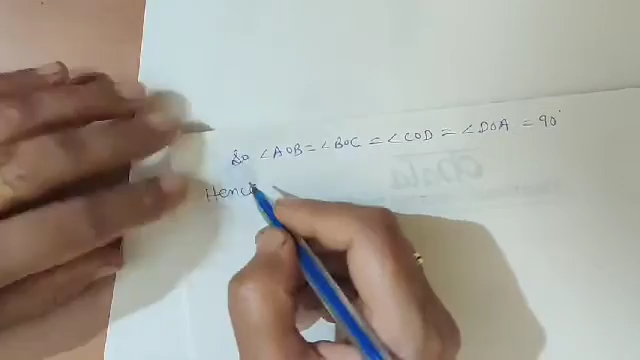 So ∠AOB = ∠BOC = ∠COD = ∠DOA = 90°
Hence